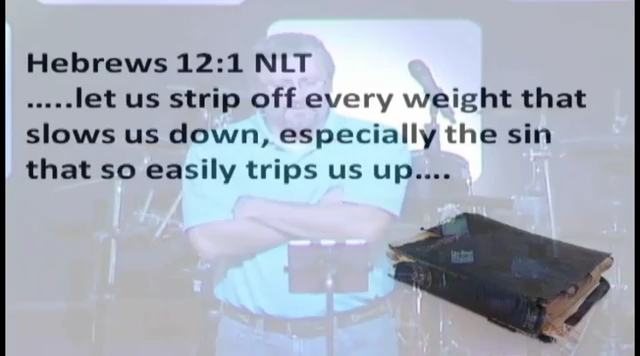 Hebrews 12:1 NLT
.....let us strip off every weight that
slows us down, especially the sin
that so easily trips us up....